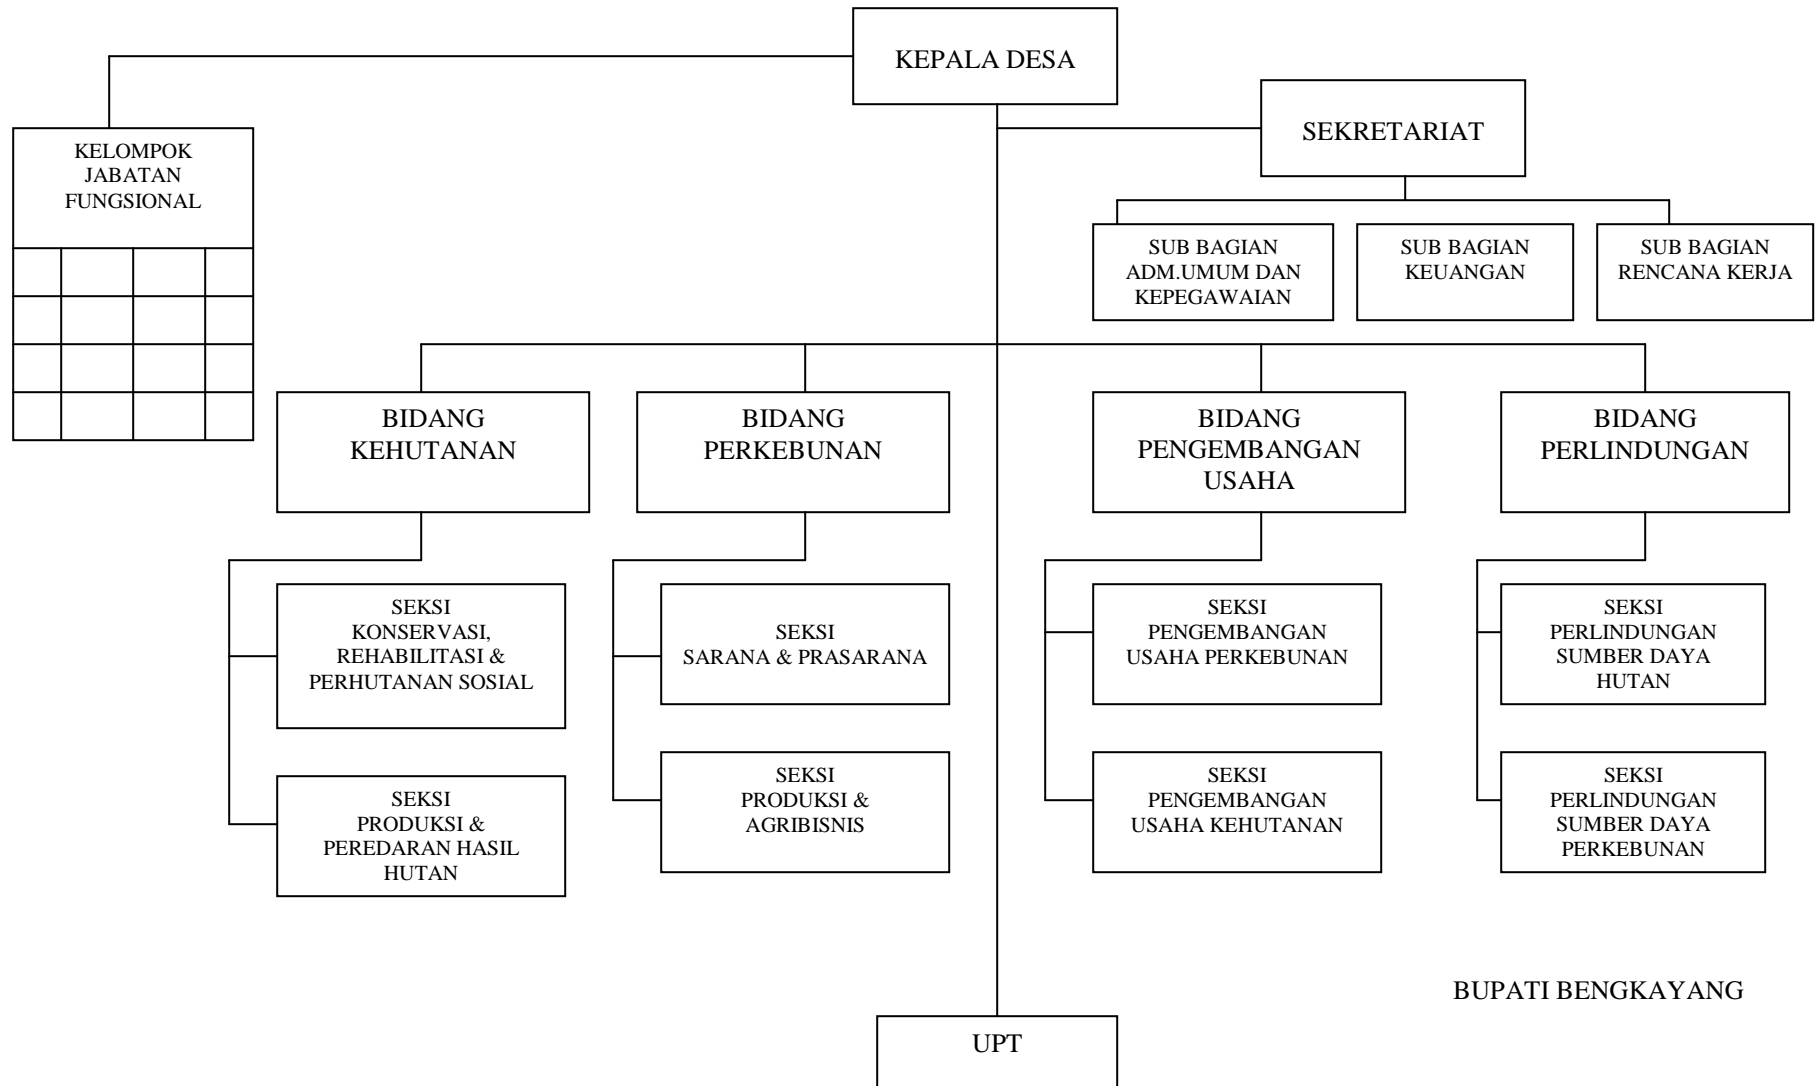 KEPALA DESA
SEKRETARIAT
KELOMPOK
JABATAN
FUNGSIONAL
SUB BAGIAN
ADM.UMUM DAN
KEPEGAWAIAN
SUB BAGIAN
KEUANGAN
SUB BAGIAN
RENCANA KERJA
BIDANG
KEHUTANAN
BIDANG
PERKEBUNAN
BIDANG
PENGEMBANGAN
USAHA
BIDANG
PERLINDUNGAN
SEKSI
KONSERVASI,
REHABILITASI &
PERHUTANAN SOSIAL
SEKSI
SARANA & PRASARANA
SEKSI
PENGEMBANGAN
USAHA PERKEBUNAN
SEKSI
PERLINDUNGAN
SUMBER DAYA
HUTAN
SEKSI
PRODUKSI &
PEREDARAN HASIL
HUTAN
SEKSI
PRODUKSI &
AGRIBISNIS
SEKSI
PENGEMBANGAN
USAHA KEHUTANAN
SEKSI
PERLINDUNGAN
SUMBER DAYA
PERKEBUNAN
BUPATI BENGKAYANG
UPT